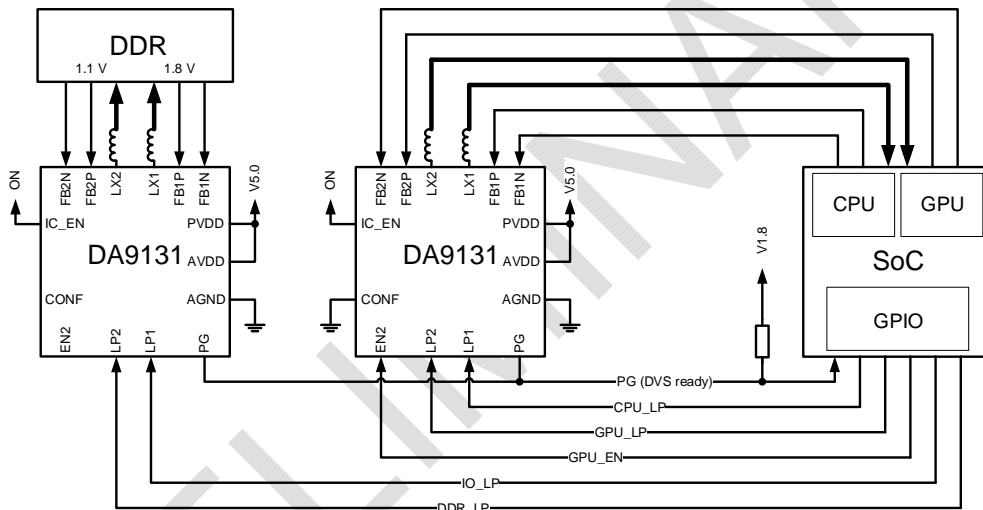 DDR
1.1 V 1.8 V
FB2N FB2P LX2 LX1 FB1P FB1N
ON
V5.0
IC_EN
PVDD
DA9131
AVDD
CONF
AGND
EN2 LP2 LP1 PG
FB2N FB2P LX2 LX1 FB1P FB1N
ON
V5.0
IC_EN
PVDD
DA9131
AVDD
CONF
AGND
EN2 LP2 LP1 PG
V1.8
CPU GPU
SoC
GPIO
PG (DVS ready)
CPU_LP
GPU_LP
GPU_EN
IO_LP
DDR_LP